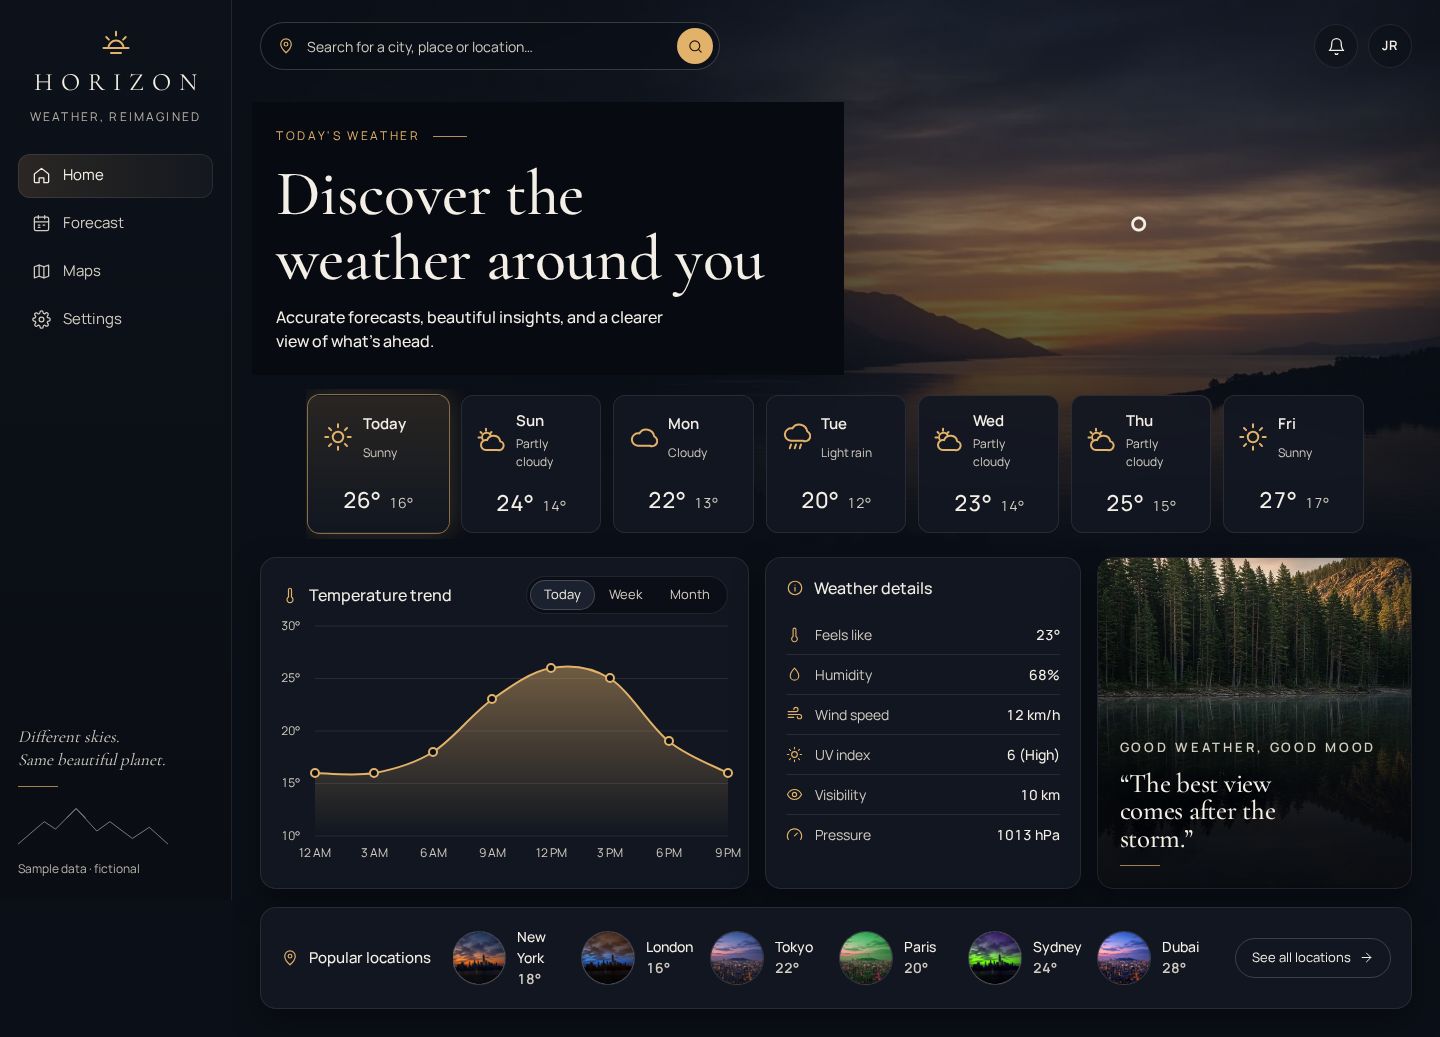 HORIZON
WEATHER, REIMAGINED
Home
Forecast
Maps
Settings
Different skies.
Same beautiful planet.
Sample data · fictional
Search for a city, place or location...
JR
TODAY'S WEATHER
Discover the
weather around you
Accurate forecasts, beautiful insights, and a clearer
view of what's ahead.
Today
Sunny
26° 16°
Sun
Partly
cloudy
24° 14°
Mon
Cloudy
22° 13°
Tue
Light rain
20° 12°
Wed
Partly
cloudy
23° 14°
Thu
Partly
cloudy
25° 15°
Fri
Sunny
27° 17°
Temperature trend
Today Week Month
30°
25°
20°
15°
10°
12 AM 3 AM 6 AM 9 AM 12 PM 3 PM 6 PM 9 PM
Weather details
Feels like 23°
Humidity 68%
Wind speed 12 km/h
UV index 6 (High)
Visibility 10 km
Pressure 1013 hPa
GOOD WEATHER, GOOD MOOD
“The best view
comes after the
storm.”
Popular locations
New
York
18°
London
16°
Tokyo
22°
Paris
20°
Sydney
24°
Dubai
28°
See all locations →